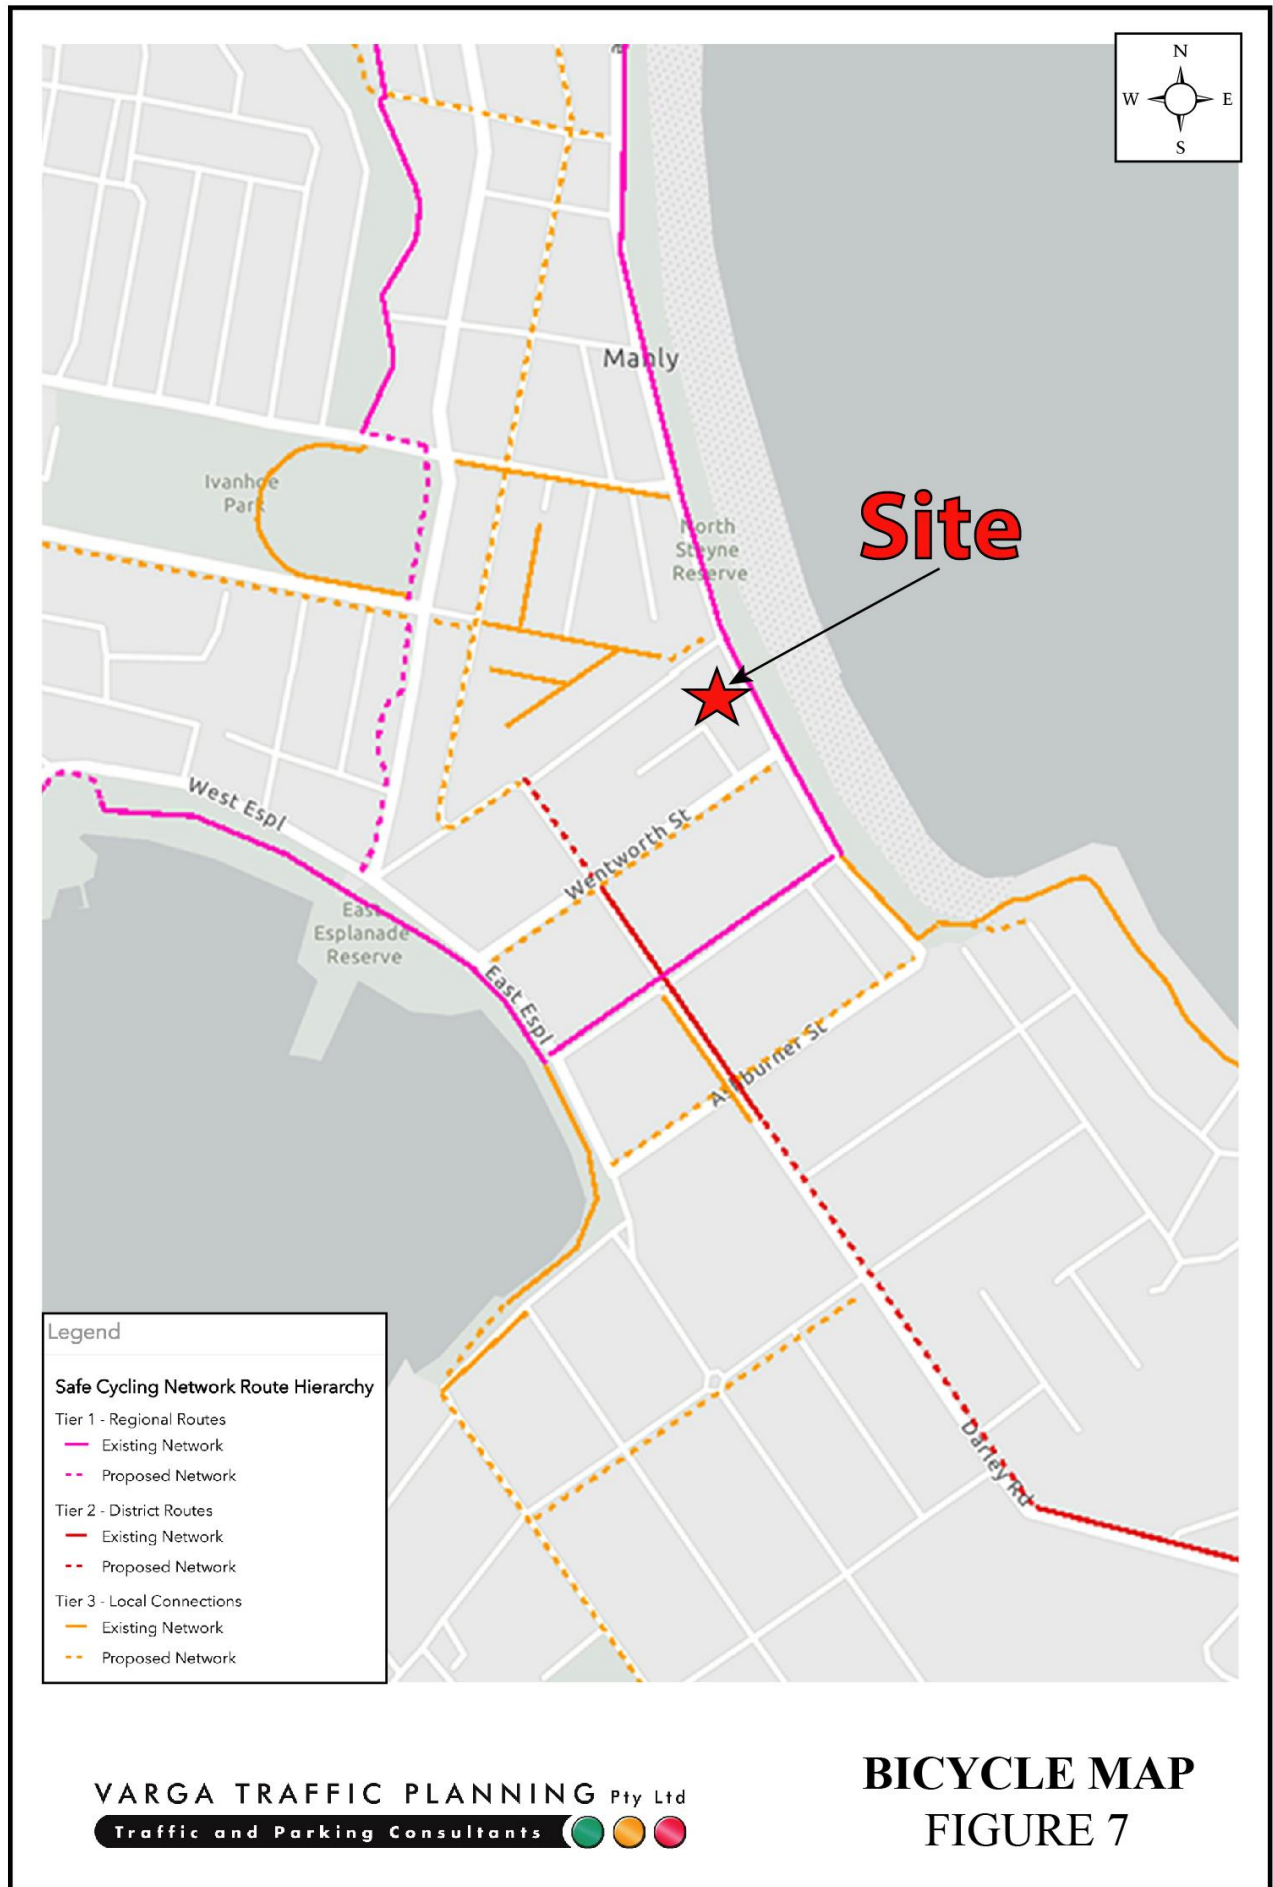 N
W E
S
Manly
Ivanhoe
Park
North
Steyne
Reserve
Site
West Espl
Wentworth St
East
Esplanade
Reserve
East Espl
Ashburner St
Darley Rd
Legend
Safe Cycling Network Route Hierarchy
Tier 1 - Regional Routes
Existing Network
Proposed Network
Tier 2 - District Routes
Existing Network
Proposed Network
Tier 3 - Local Connections
Existing Network
Proposed Network
VARGA TRAFFIC PLANNING Pty Ltd
Traffic and Parking Consultants
BICYCLE MAP
FIGURE 7